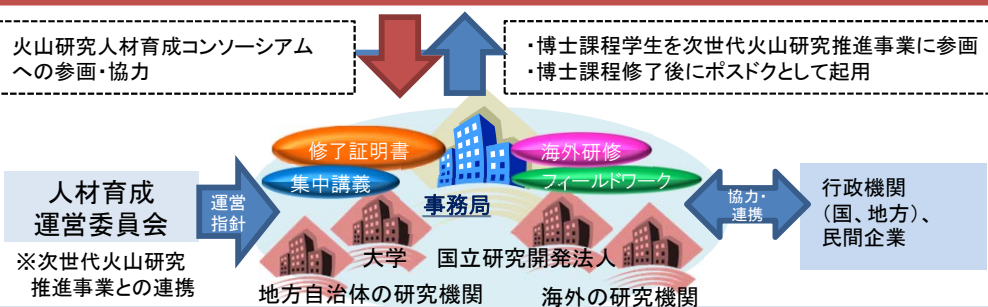 火山研究人材育成コンソーシアム
への参画・協力
・博士課程学生を次世代火山研究推進事業に参画
・博士課程修了後にポスドクとして起用
修了証明書
海外研修
集中講義
フィールドワーク
事務局
人材育成
運営委員会
※次世代火山研究
推進事業との連携
運営
指針
協力・
連携
行政機関
（国、地方）、
民間企業
大学
国立研究開発法人
地方自治体の研究機関
海外の研究機関